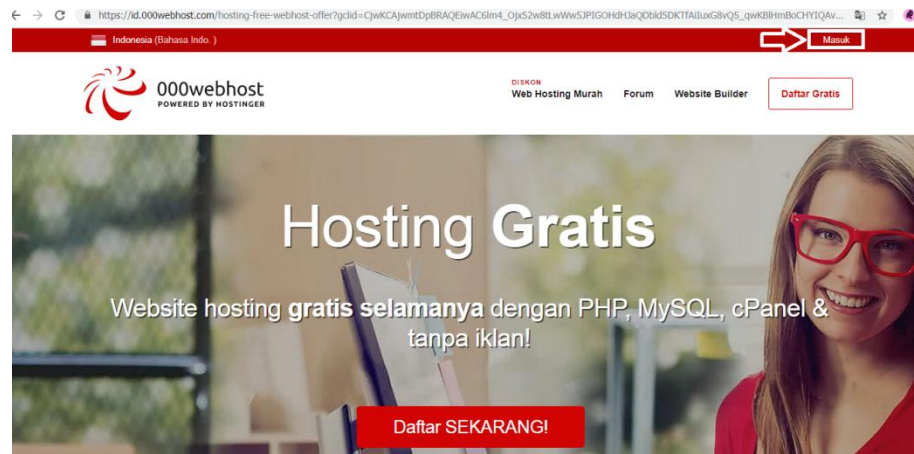 https://id.000webhost.com/hosting-free-webhost-offer?gclid=
Indonesia (Bahasa Indo. )
Masuk
000webhost
POWERED BY HOSTINGER
DISKON
Web Hosting Murah
Forum
Website Builder
Daftar Gratis
Hosting Gratis
Website hosting gratis selamanya dengan PHP, MySQL, cPanel &
tanpa iklan!
Daftar SEKARANG!